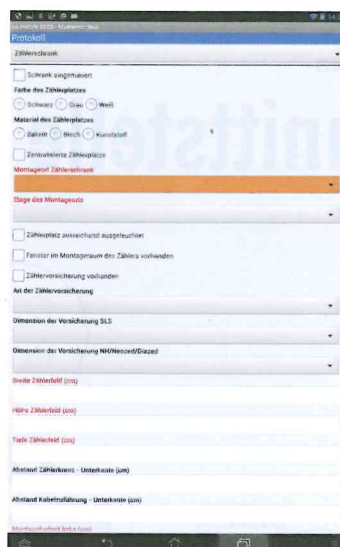 Protokoll
Zählerschrank
Schrank eingemauert
Farbe des Zählerplatzes
Schwarz Grau Weiß
Material des Zählerplatzes
Bakelit Blech Kunststoff
Zentralisierte Zählerplätze
Montageort Zählerschrank
Etage des Montageorts
Zählerplatz ausreichend ausgeleuchtet
Fenster im Montageraum des Zählers vorhanden
Zählervorsicherung vorhanden
Art der Zählervorsicherung
Dimension der Vorsicherung SLS
Dimension der Vorsicherung NH/Neozed/Diazed
Breite Zählerfeld (cm)
Höhe Zählerfeld (cm)
Tiefe Zählerfeld (cm)
Abstand Zählerkreuz - Unterkante (cm)
Abstand Kabelzuführung - Unterkante (cm)